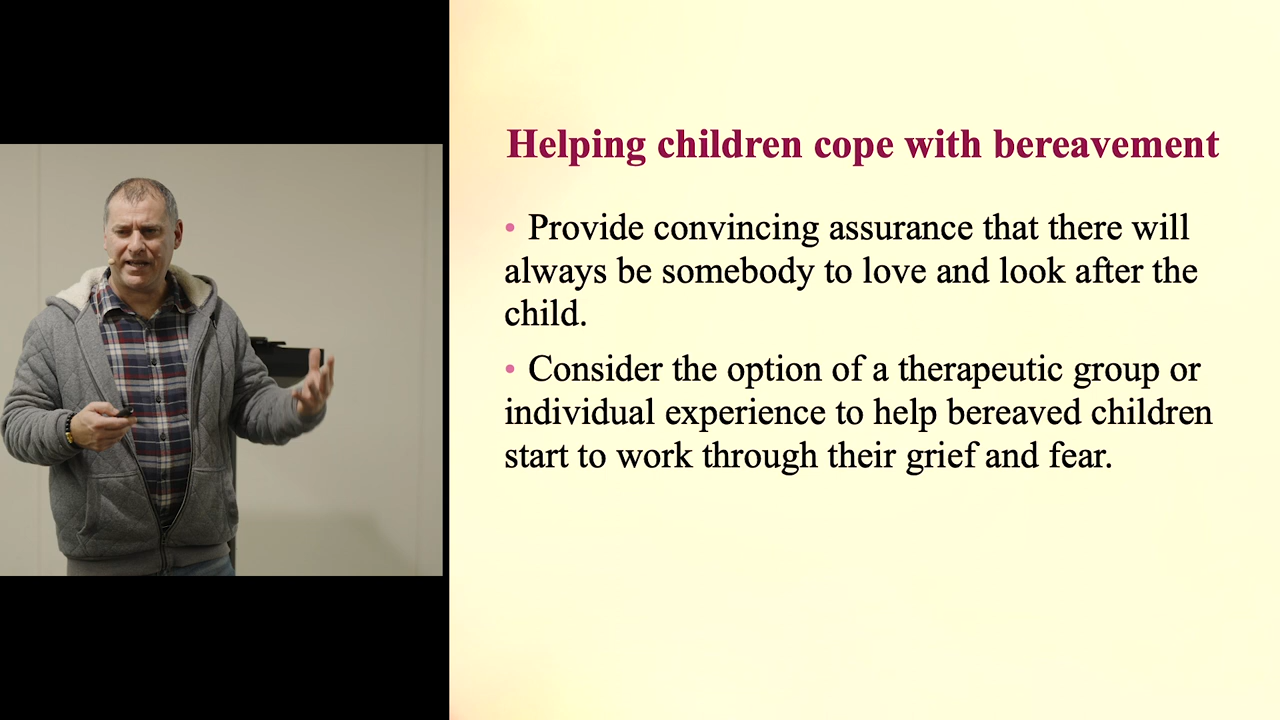 Helping children cope with bereavement
• Provide convincing assurance that there will
always be somebody to love and look after the
child.
• Consider the option of a therapeutic group or
individual experience to help bereaved children
start to work through their grief and fear.